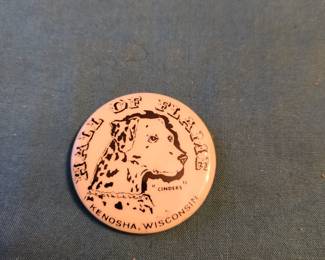 HALL OF FLAME
"CINDERS"
KENOSHA, WISCONSIN